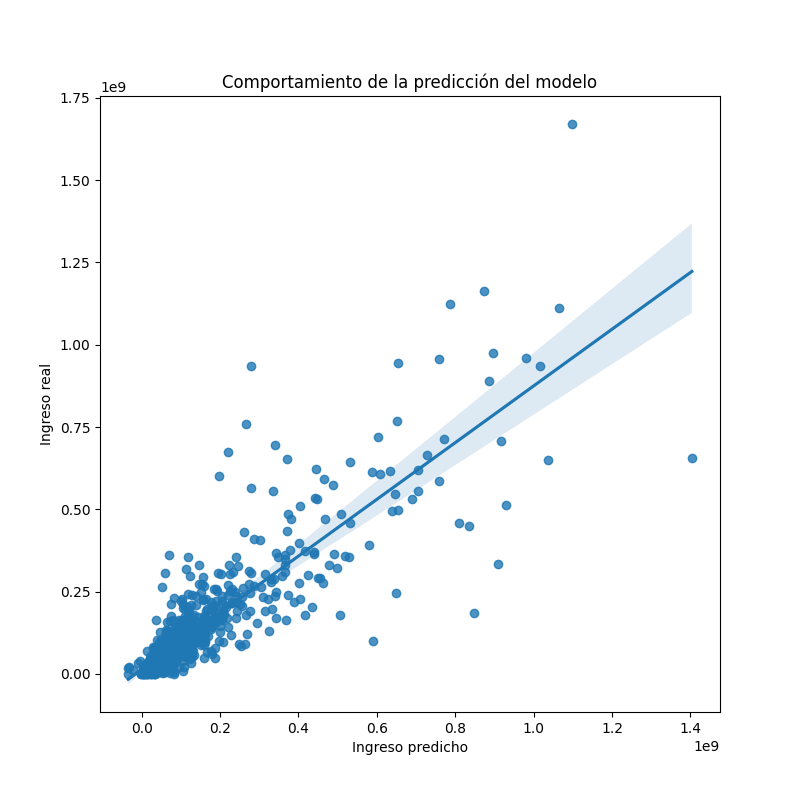 Comportamiento de la predicción del modelo
1e9
1.75
1.50
1.25
1.00
0.75
0.50
0.25
0.00
Ingreso real
0.0 0.2 0.4 0.6 0.8 1.0 1.2 1.4
1e9
Ingreso predicho